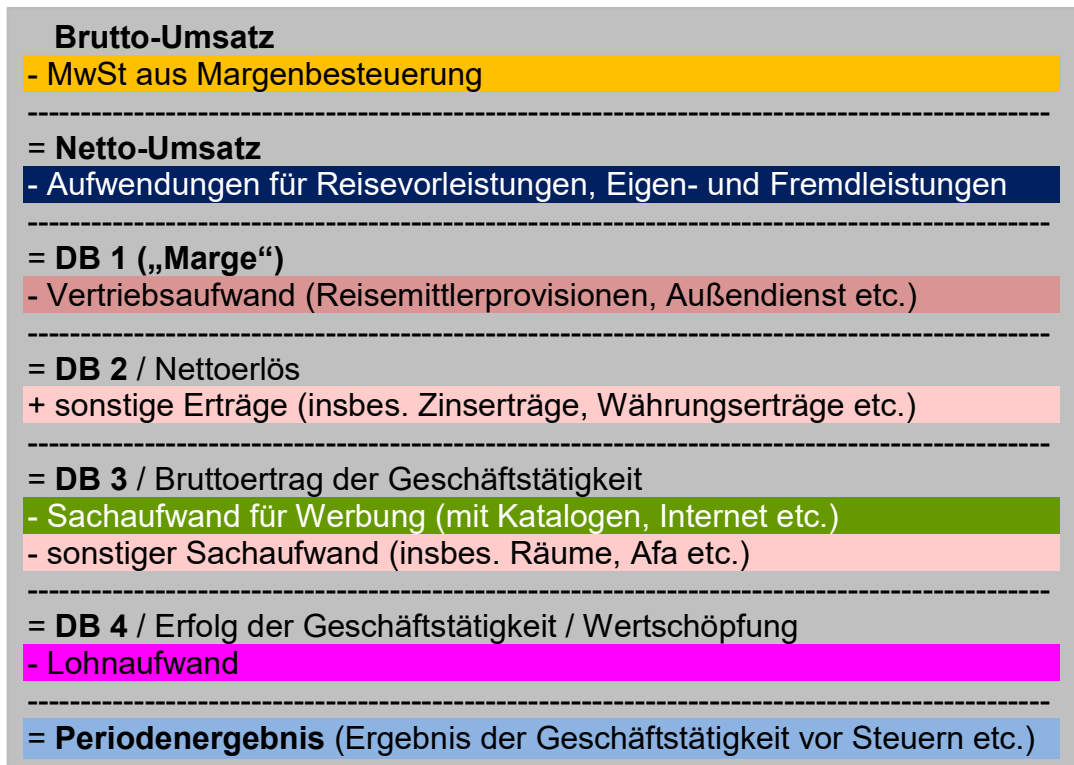 Brutto-Umsatz
- MwSt aus Margenbesteuerung
--------------------------------------------------------------------------------------------------
= Netto-Umsatz
- Aufwendungen für Reisevorleistungen, Eigen- und Fremdleistungen
--------------------------------------------------------------------------------------------------
= DB 1 („Marge“)
- Vertriebsaufwand (Reisemittlerprovisionen, Außendienst etc.)
--------------------------------------------------------------------------------------------------
= DB 2 / Nettoerlös
+ sonstige Erträge (insbes. Zinserträge, Währungserträge etc.)
--------------------------------------------------------------------------------------------------
= DB 3 / Bruttoertrag der Geschäftstätigkeit
- Sachaufwand für Werbung (mit Katalogen, Internet etc.)
- sonstiger Sachaufwand (insbes. Räume, Afa etc.)
--------------------------------------------------------------------------------------------------
= DB 4 / Erfolg der Geschäftstätigkeit / Wertschöpfung
- Lohnaufwand
--------------------------------------------------------------------------------------------------
= Periodenergebnis (Ergebnis der Geschäftstätigkeit vor Steuern etc.)